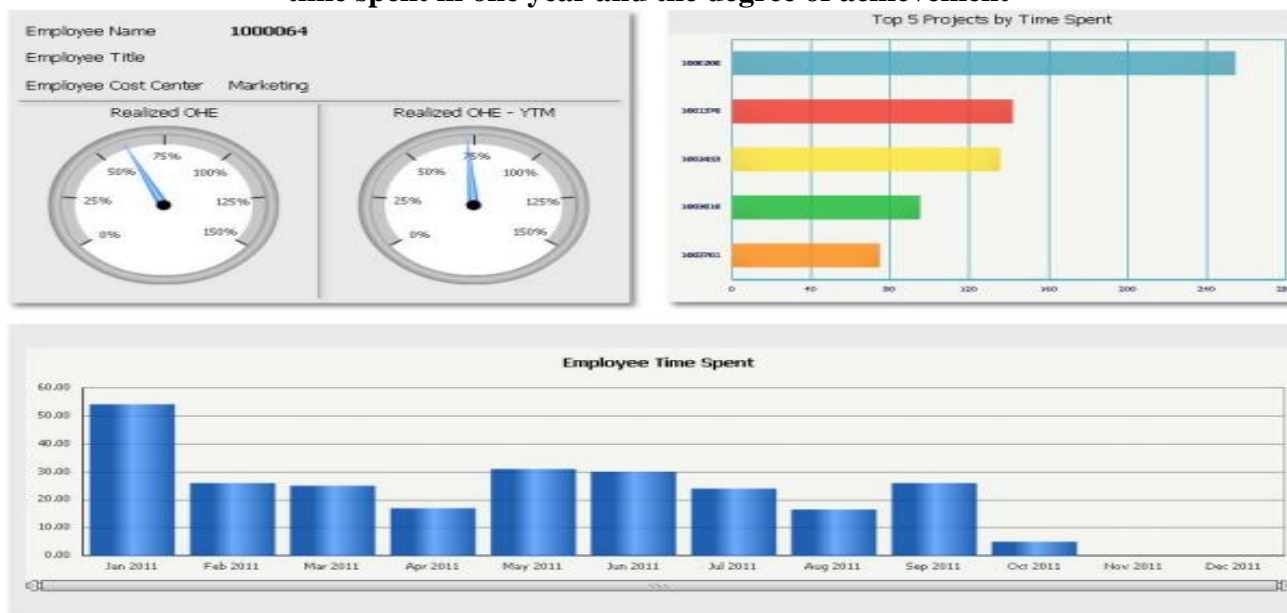 time spent in one year and the degree of achievement
Employee Name 1000064
Employee Title
Employee Cost Center Marketing
Realized OHE
Realized OHE - YTM
0% 25% 50% 75% 100% 125% 150%
0% 25% 50% 75% 100% 125% 150%
Top 5 Projects by Time Spent
0 40 80 120 160 200 240
Employee Time Spent
60.00
50.00
40.00
30.00
20.00
10.00
0.00
Jan 2011 Feb 2011 Mar 2011 Apr 2011 May 2011 Jun 2011 Jul 2011 Aug 2011 Sep 2011 Oct 2011 Nov 2011 Dec 2011